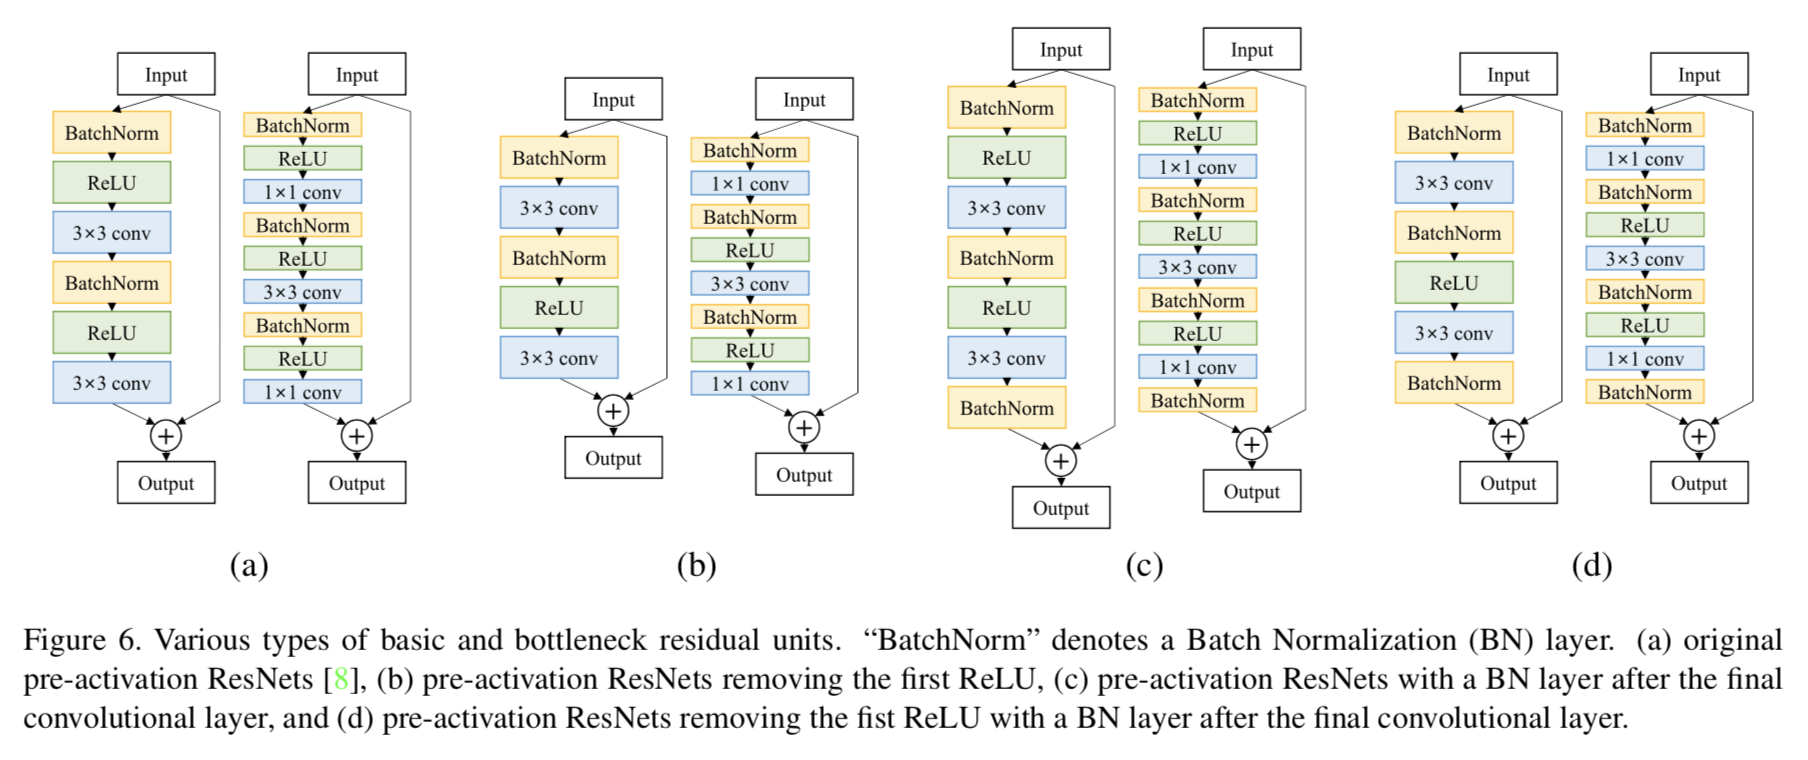 Input
BatchNorm
ReLU
3×3 conv
BatchNorm
ReLU
3×3 conv
+
Output
Input
BatchNorm
ReLU
1×1 conv
BatchNorm
ReLU
3×3 conv
BatchNorm
ReLU
1×1 conv
+
Output
(a)
Input
BatchNorm
3×3 conv
BatchNorm
ReLU
3×3 conv
+
Output
Input
BatchNorm
1×1 conv
BatchNorm
ReLU
3×3 conv
BatchNorm
ReLU
1×1 conv
+
Output
(b)
Input
BatchNorm
ReLU
3×3 conv
BatchNorm
ReLU
3×3 conv
BatchNorm
+
Output
Input
BatchNorm
ReLU
1×1 conv
BatchNorm
ReLU
3×3 conv
BatchNorm
ReLU
1×1 conv
BatchNorm
+
Output
(c)
Input
BatchNorm
3×3 conv
BatchNorm
ReLU
3×3 conv
BatchNorm
+
Output
Input
BatchNorm
1×1 conv
BatchNorm
ReLU
3×3 conv
BatchNorm
ReLU
1×1 conv
BatchNorm
+
Output
(d)
Figure 6. Various types of basic and bottleneck residual units. “BatchNorm” denotes a Batch Normalization (BN) layer. (a) original
pre-activation ResNets [8], (b) pre-activation ResNets removing the first ReLU, (c) pre-activation ResNets with a BN layer after the final
convolutional layer, and (d) pre-activation ResNets removing the fist ReLU with a BN layer after the final convolutional layer.